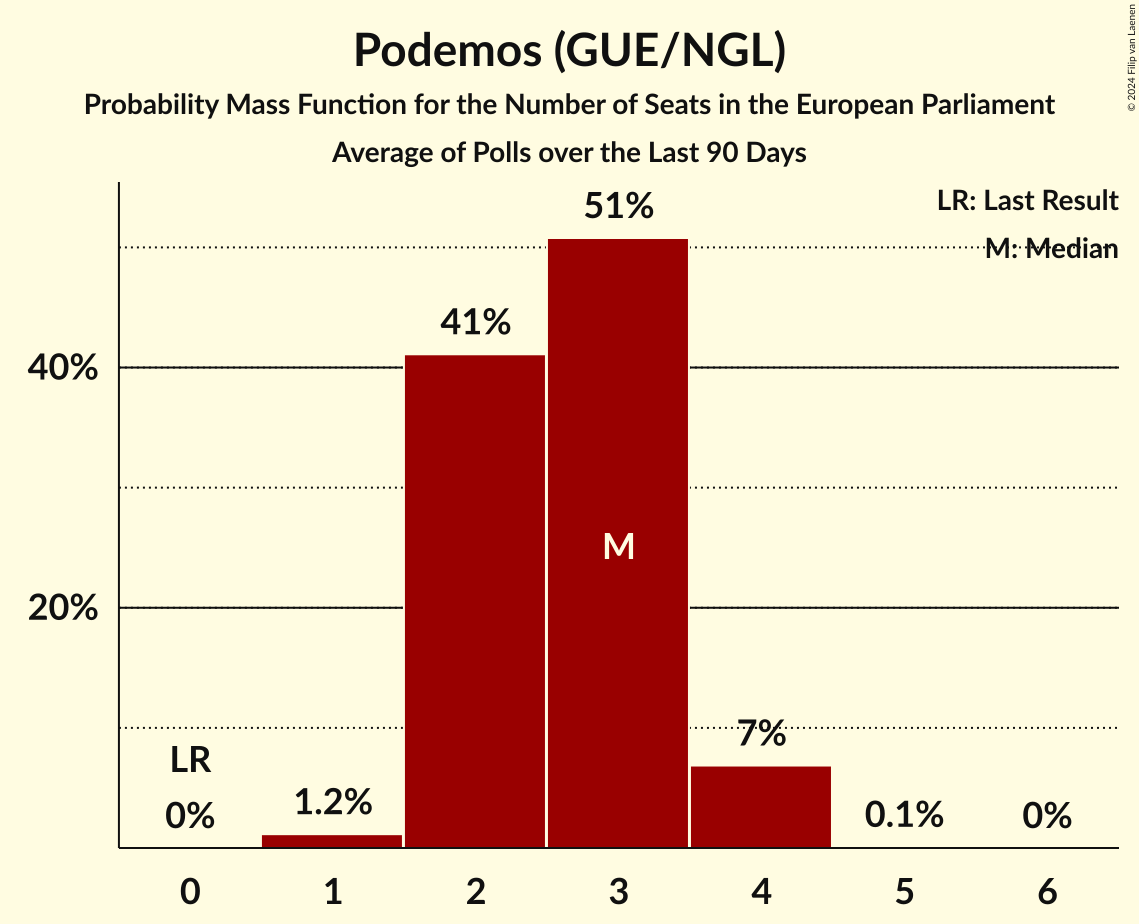 Podemos (GUE/NGL)
Probability Mass Function for the Number of Seats in the European Parliament
Average of Polls over the Last 90 Days
© 2024 Filip van Laenen
LR: Last Result
M: Median
51%
41%
40%
M
20%
7%
LR
0%
1.2%
0.1%
0%
0 1 2 3 4 5 6